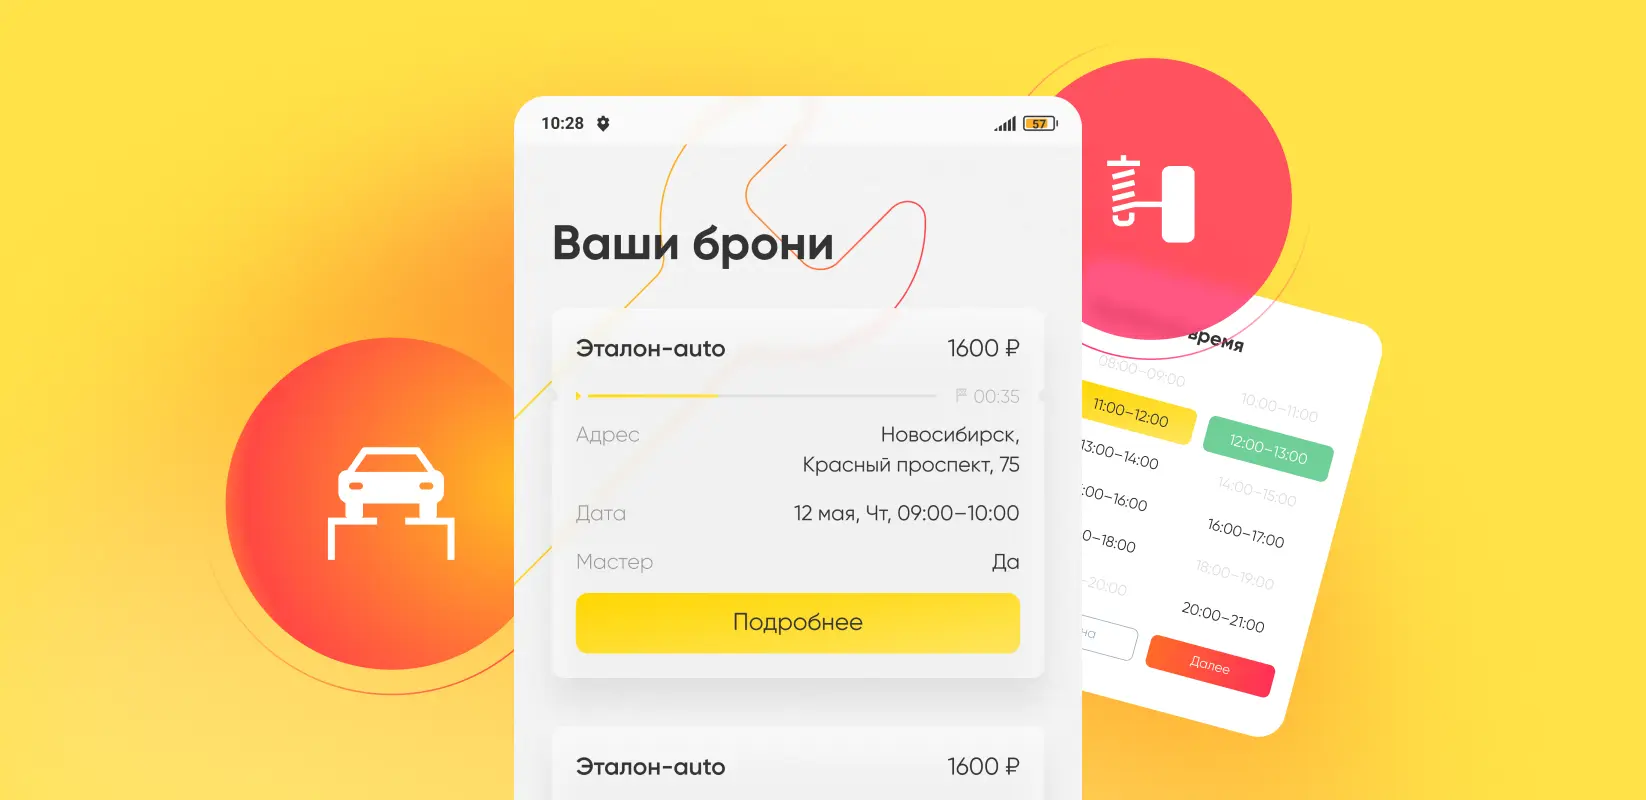 10:28
57
Ваши брони
Эталон-auto 1600 ₽
00:35
Адрес Новосибирск,
Красный проспект, 75
Дата 12 мая, Чт, 09:00–10:00
Мастер Да
Подробнее
Эталон-auto 1600 ₽
время
08:00–09:00
10:00–11:00
11:00–12:00
12:00–13:00
13:00–14:00
14:00–15:00
:00–16:00
16:00–17:00
0–18:00
18:00–19:00
–20:00
20:00–21:00
ча
Далее